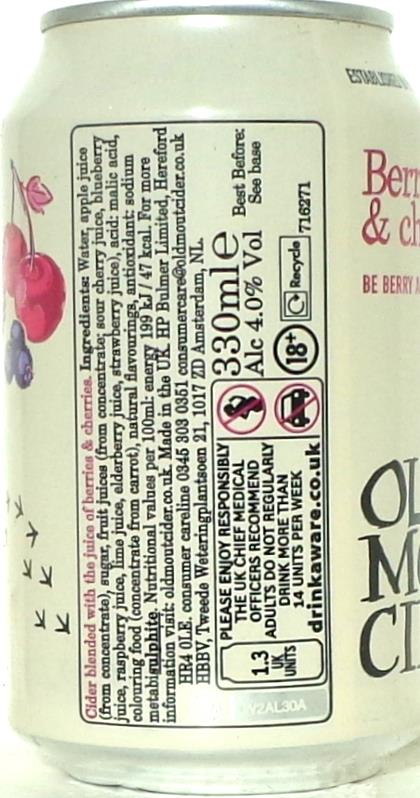 Cider blended with the juice of berries & cherries. Ingredients: Water, apple juice
(from concentrate), sugar, fruit juices (from concentrate; sour cherry juice, blueberry
juice, raspberry juice, lime juice, elderberry juice, strawberry juice), acid: malic acid,
colouring food (concentrate from carrot), natural flavourings, antioxidant: sodium
metabisulphite. Nutritional values per 100ml: energy 199 kJ / 47 kcal. For more
information visit: oldmoutcider.co.uk. Made in the UK. HP Bulmer Limited, Hereford
HR4 0LE. consumer careline 0345 303 0351 consumercare@oldmoutcider.co.uk
HBBV, Tweede Weteringplantsoen 21, 1017 ZD Amsterdam, NL.
1.3
UK
UNITS
PLEASE ENJOY RESPONSIBLY
THE UK CHIEF MEDICAL
OFFICERS RECOMMEND
ADULTS DO NOT REGULARLY
DRINK MORE THAN
14 UNITS PER WEEK
drinkaware.co.uk
330ml e
Alc 4.0% Vol
Best Before:
See base
18+
Recycle
716271
Berr
& ch
BE BERRY A
OL
MO
CI